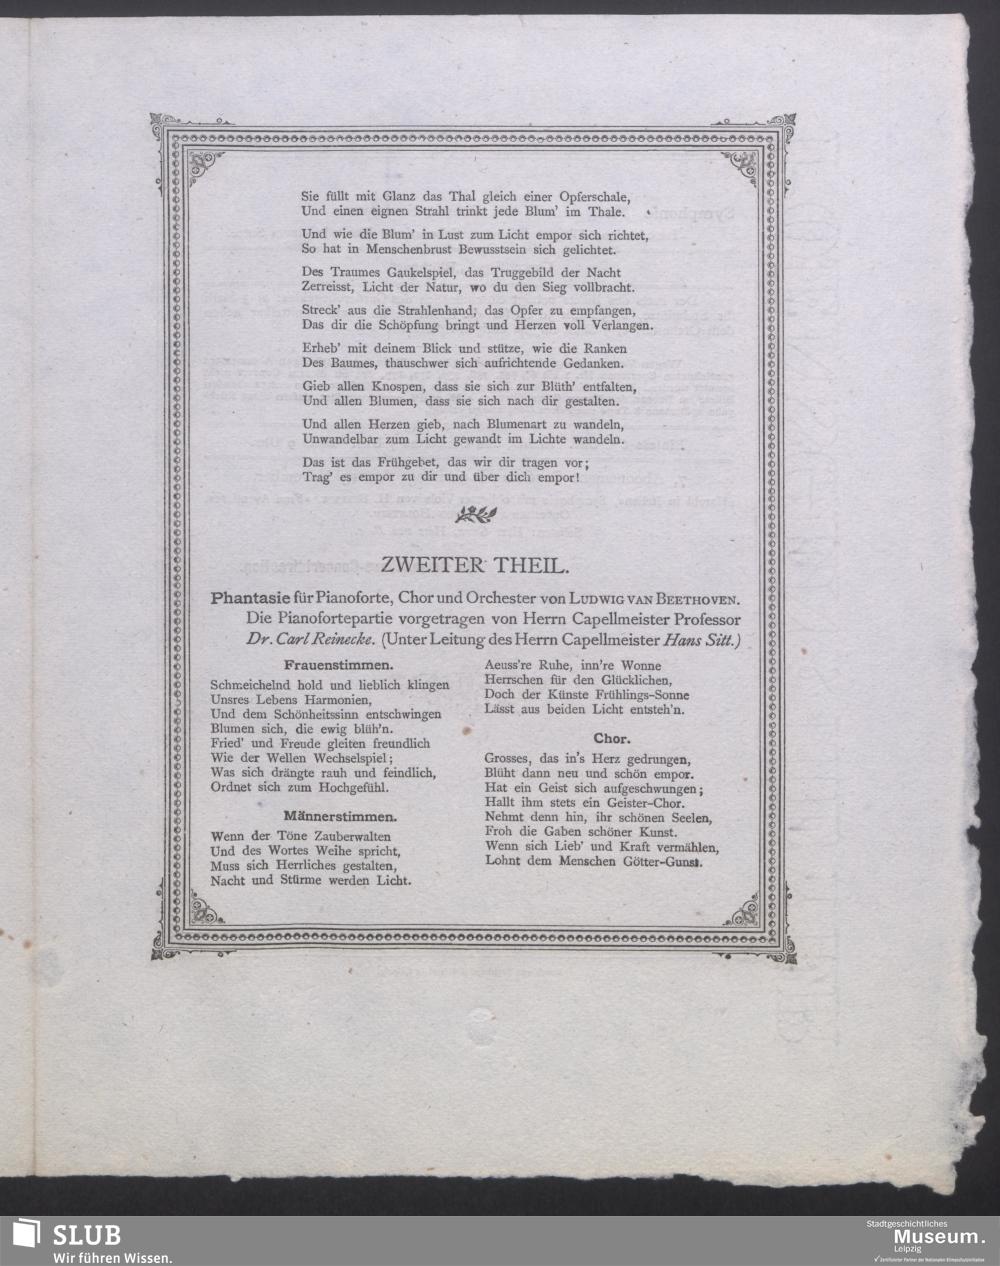 Sie füllt mit Glanz das Thal gleich einer Opferschale,
Und einen eignen Strahl trinkt jede Blum' im Thale.
Und wie die Blum' in Lust zum Licht empor sich richtet,
So hat in Menschenbrust Bewusstsein sich gelichtet.
Des Traumes Gaukelspiel, das Truggebild der Nacht
Zerreisst, Licht der Natur, wo du den Sieg vollbracht.
Streck' aus die Strahlenhand, das Opfer zu empfangen,
Das dir die Schöpfung bringt und Herzen voll Verlangen.
Erheb' mit deinem Blick und stütze, wie die Ranken
Des Baumes, thauschwer sich aufrichtende Gedanken.
Gieb allen Knospen, dass sie sich zur Blüth' entfalten,
Und allen Blumen, dass sie sich nach dir gestalten.
Und allen Herzen gieb, nach Blumenart zu wandeln,
Unwandelbar zum Licht gewandt im Lichte wandeln.
Das ist das Frühgebet, das wir dir tragen vor;
Trag' es empor zu dir und über dich empor!
ZWEITER THEIL.
Phantasie für Pianoforte, Chor und Orchester von LUDWIG VAN BEETHOVEN.
Die Pianofortepartie vorgetragen von Herrn Capellmeister Professor
Dr. Carl Reinecke. (Unter Leitung des Herrn Capellmeister Hans Sitt.)
Frauenstimmen.
Schmeichelnd hold und lieblich klingen
Unsres Lebens Harmonien,
Und dem Schönheitssinn entschwingen
Blumen sich, die ewig blüh'n.
Fried' und Freude gleiten freundlich
Wie der Wellen Wechselspiel;
Was sich drängte rauh und feindlich,
Ordnet sich zum Hochgefühl.
Männerstimmen.
Wenn der Töne Zauberwalten
Und des Wortes Weihe spricht,
Muss sich Herrliches gestalten,
Nacht und Stürme werden Licht.
Aeuss're Ruhe, inn're Wonne
Herrschen für den Glücklichen,
Doch der Künste Frühlings-Sonne
Lässt aus beiden Licht entsteh'n.
Chor.
Grosses, das in's Herz gedrungen,
Blüht dann neu und schön empor.
Hat ein Geist sich aufgeschwungen;
Hallt ihm stets ein Geister-Chor.
Nehmt denn hin, ihr schönen Seelen,
Froh die Gaben schöner Kunst.
Wenn sich Lieb' und Kraft vermählen,
Lohnt dem Menschen Götter-Gunst.
SLUB
Wir führen Wissen.
Stadtgeschichtliches
Museum.
Leipzig
Zertifizierter Partner der Nationalen Klimaschutzinitiative